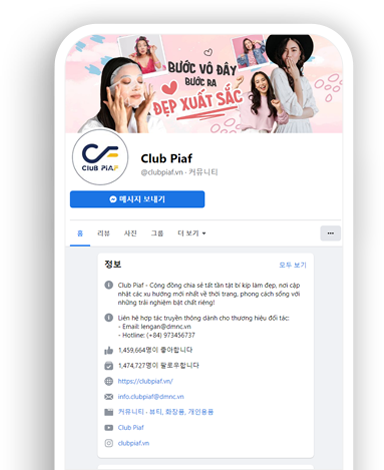 BƯỚC VÔ ĐÂY
BƯỚC RA
ĐẸP XUẤT SẮC
CLUB PIAF
Club Piaf
@clubpiaf.vn · 커뮤니티
메시지 보내기
홈 리뷰 사진 그룹 더 보기
정보
모두 보기
Club Piaf - Cộng đồng chia sẻ tất tần tật bí kíp làm đẹp, nơi cập
nhật các xu hướng mới nhất về thời trang, phong cách sống với
những trải nghiệm bật chất riêng!
Liên hệ hợp tác truyền thông dành cho thương hiệu đối tác:
- Email: lengan@dmnc.vn
- Hotline: (+84) 973456737
1,459,664명이 좋아합니다
1,474,727명이 팔로우합니다
https://clubpiaf.vn/
info.clubpiaf@dmnc.vn
커뮤니티 · 뷰티, 화장품, 개인용품
Club Piaf
clubpiaf.vn